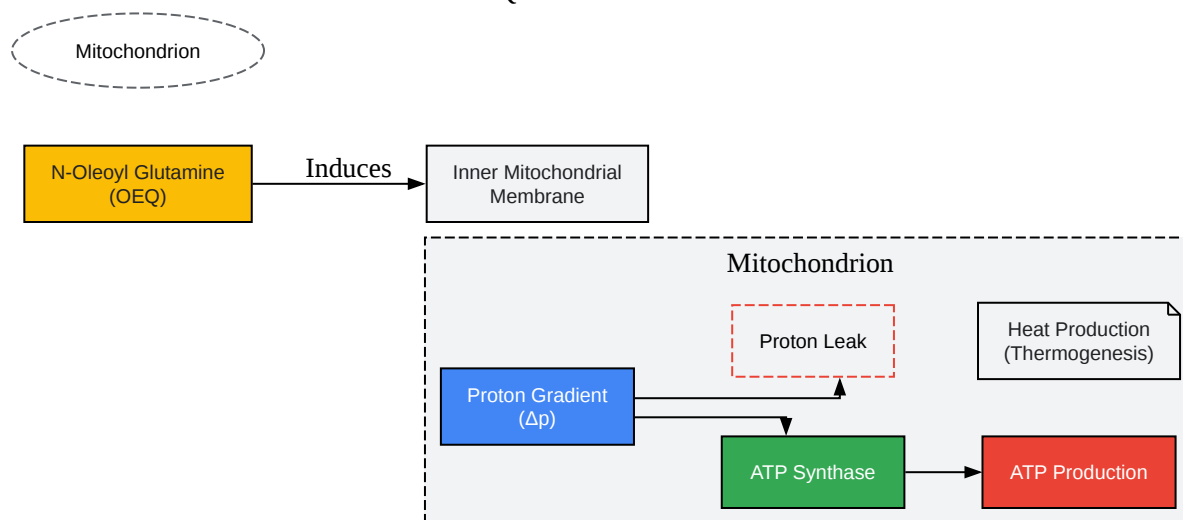 Mitochondrion
N-Oleoyl Glutamine
(OEQ)
Induces
Inner Mitochondrial
Membrane
Mitochondrion
Proton Leak
Heat Production
(Thermogenesis)
Proton Gradient
(Δp)
ATP Synthase
ATP Production